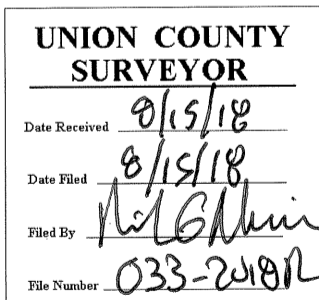 UNION COUNTY
SURVEYOR
Date Received 8/15/18
Date Filed 8/15/18
Filed By
File Number 033-2018R